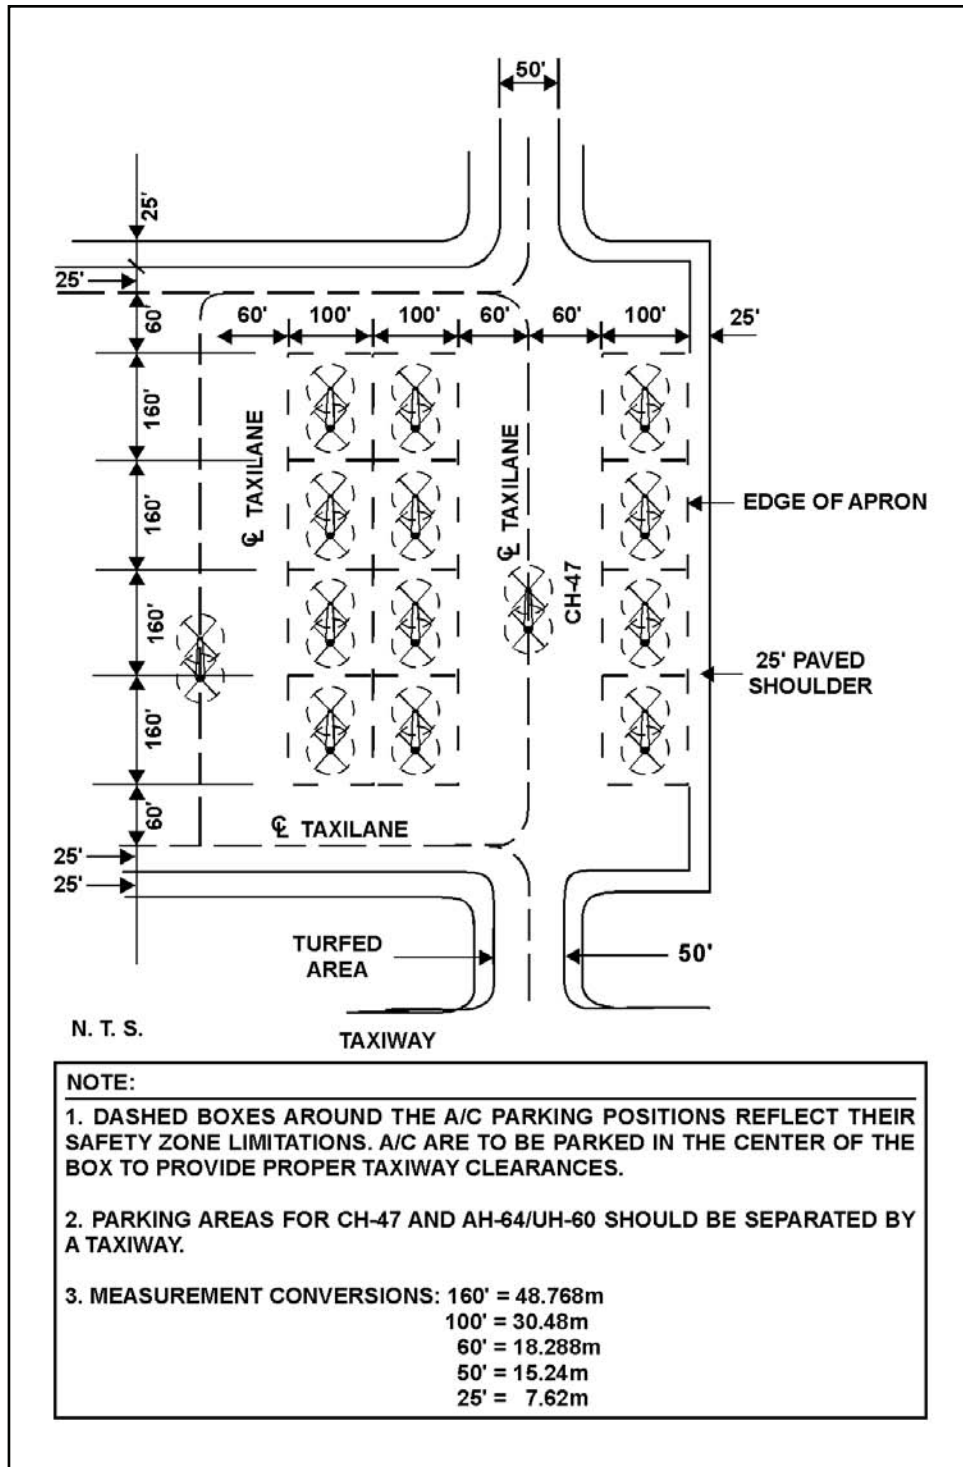 50'
25'
25'
60'
60' 100' 100' 60' 60' 100' 25'
160'
℄ TAXILANE
℄ TAXILANE
160'
EDGE OF APRON
160'
CH-47
25' PAVED
SHOULDER
160'
60'
℄ TAXILANE
25'
25'
TURFED
AREA
50'
N. T. S.
TAXIWAY
NOTE:
1. DASHED BOXES AROUND THE A/C PARKING POSITIONS REFLECT THEIR
SAFETY ZONE LIMITATIONS. A/C ARE TO BE PARKED IN THE CENTER OF THE
BOX TO PROVIDE PROPER TAXIWAY CLEARANCES.
2. PARKING AREAS FOR CH-47 AND AH-64/UH-60 SHOULD BE SEPARATED BY
A TAXIWAY.
3. MEASUREMENT CONVERSIONS: 160' = 48.768m
100' = 30.48m
60' = 18.288m
50' = 15.24m
25' = 7.62m